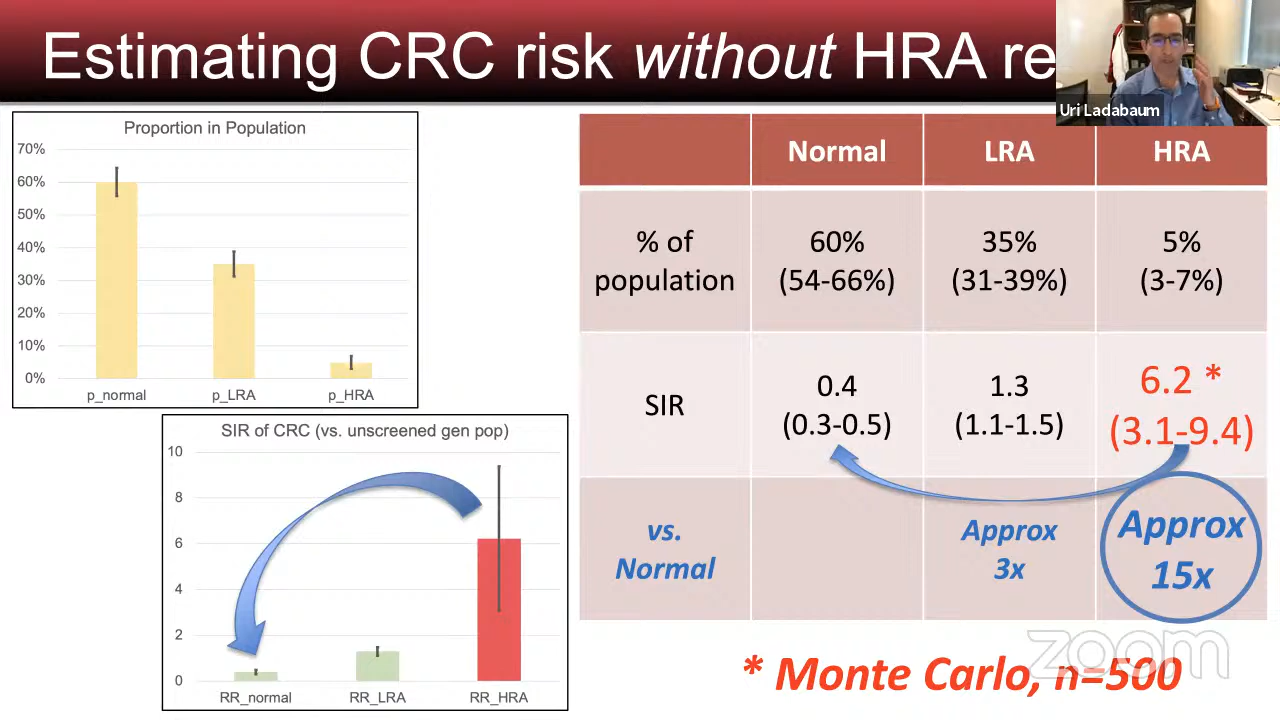 Estimating CRC risk without HRA re
Uri Ladabaum
Proportion in Population
70%
60%
50%
40%
30%
20%
10%
0%
p_normal
p_LRA
p_HRA
SIR of CRC (vs. unscreened gen pop)
10
8
6
4
2
0
RR_normal
RR_LRA
RR_HRA
Normal
LRA
HRA
% of
population
60%
(54-66%)
35%
(31-39%)
5%
(3-7%)
SIR
0.4
(0.3-0.5)
1.3
(1.1-1.5)
6.2 *
(3.1-9.4)
vs.
Normal
Approx
3x
Approx
15x
* Monte Carlo, n=500
zoom